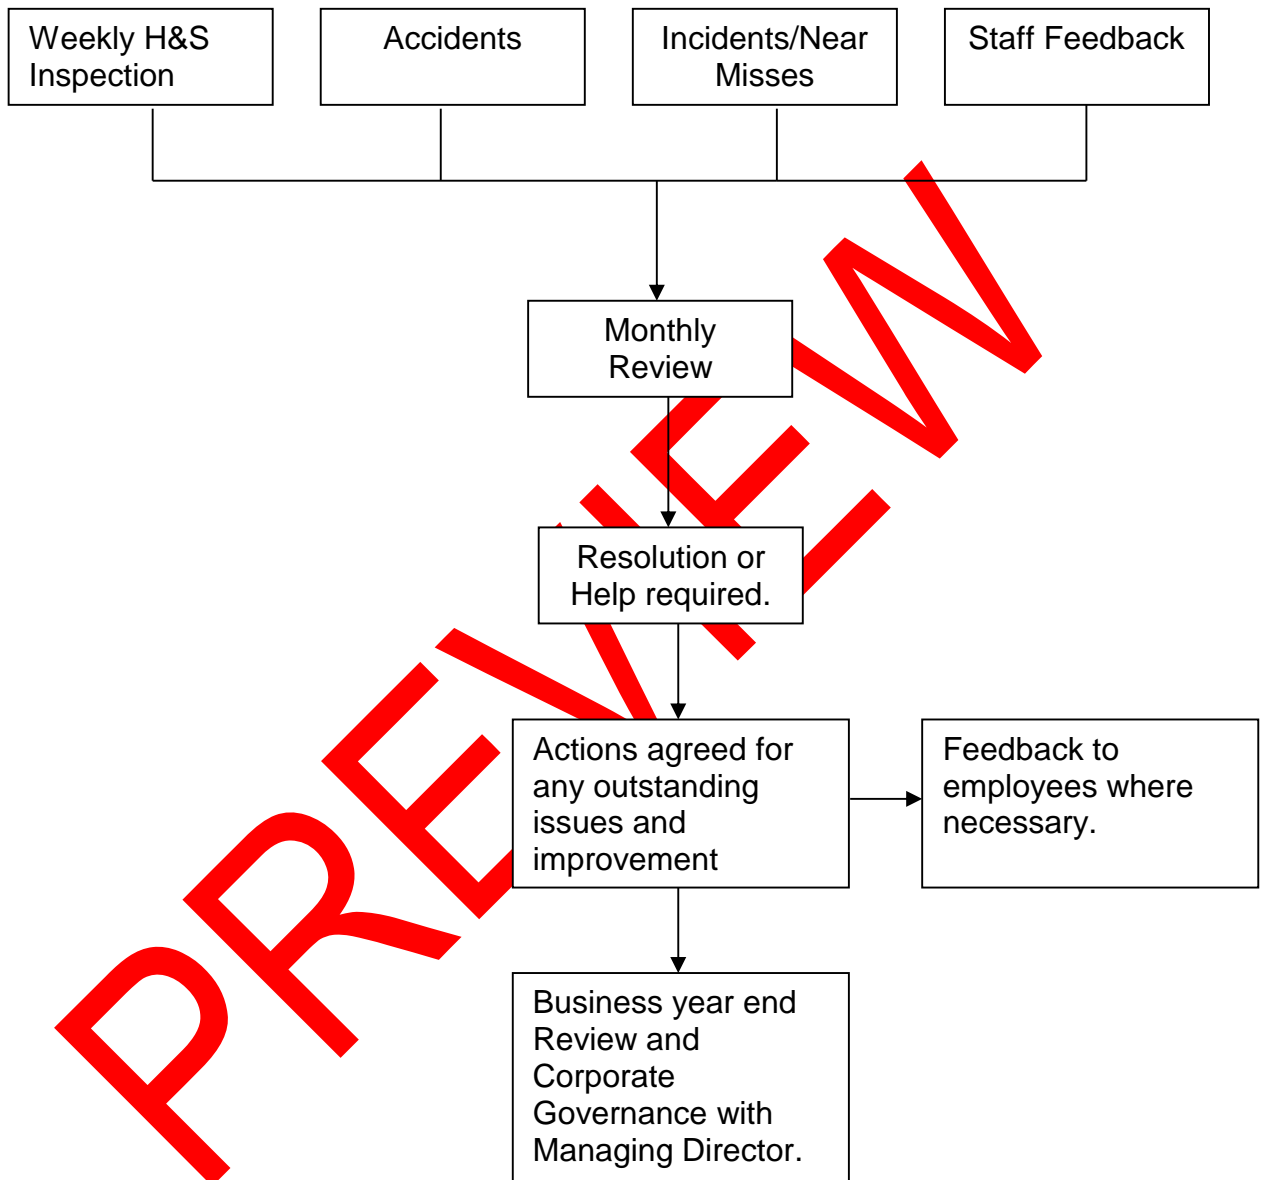 Weekly H&S
Inspection
Accidents
Incidents/Near
Misses
Staff Feedback
Monthly
Review
Resolution or
Help required.
Actions agreed for
any outstanding
issues and
improvement
Feedback to
employees where
necessary.
Business year end
Review and
Corporate
Governance with
Managing Director.
PREVIEW